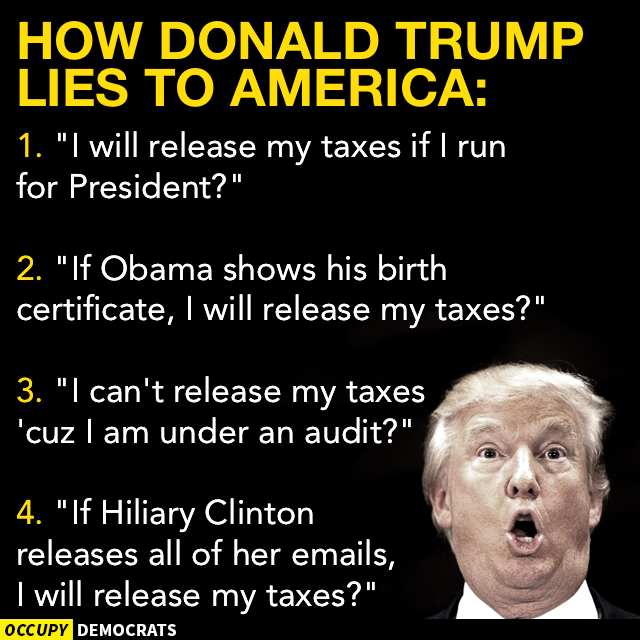 HOW DONALD TRUMP
LIES TO AMERICA:
1. "I will release my taxes if I run
for President?"
2. "If Obama shows his birth
certificate, I will release my taxes?"
3. "I can't release my taxes
'cuz I am under an audit?"
4. "If Hiliary Clinton
releases all of her emails,
I will release my taxes?"
OCCUPY DEMOCRATS